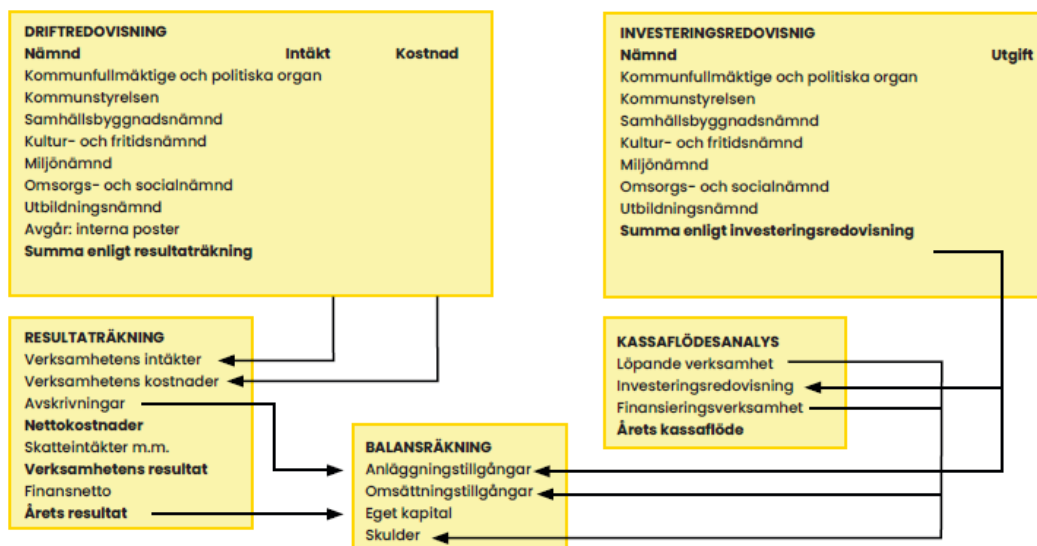 DRIFTREDOVISNING
Nämnd Intäkt Kostnad
Kommunfullmäktige och politiska organ
Kommunstyrelsen
Samhällsbyggnadsnämnd
Kultur- och fritidsnämnd
Miljönämnd
Omsorgs- och socialnämnd
Utbildningsnämnd
Avgår: interna poster
Summa enligt resultaträkning
INVESTERINGSREDOVISNIG
Nämnd Utgift
Kommunfullmäktige och politiska organ
Kommunstyrelsen
Samhällsbyggnadsnämnd
Kultur- och fritidsnämnd
Miljönämnd
Omsorgs- och socialnämnd
Utbildningsnämnd
Summa enligt investeringsredovisning
RESULTATRÄKNING
Verksamhetens intäkter
Verksamhetens kostnader
Avskrivningar
Nettokostnader
Skatteintäkter m.m.
Verksamhetens resultat
Finansnetto
Årets resultat
BALANSRÄKNING
Anläggningstillgångar
Omsättningstillgångar
Eget kapital
Skulder
KASSAFLÖDESANALYS
Löpande verksamhet
Investeringsredovisning
Finansieringsverksamhet
Årets kassaflöde